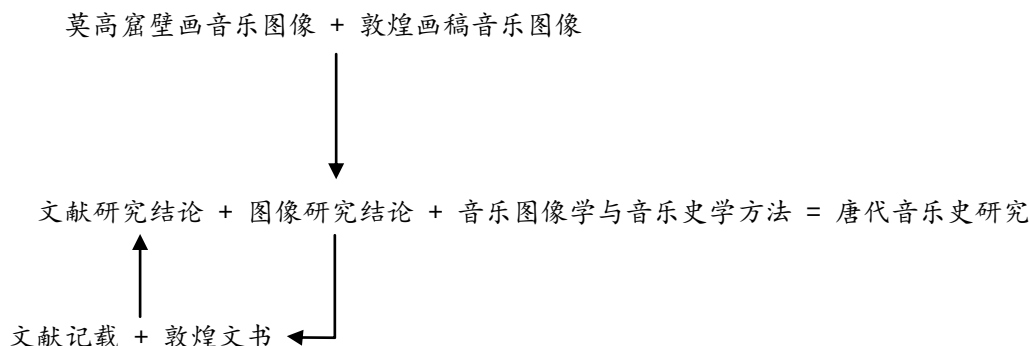 莫高窟壁画音乐图像 + 敦煌画稿音乐图像
文献研究结论 + 图像研究结论 + 音乐图像学与音乐史学方法 = 唐代音乐史研究
文献记载 + 敦煌文书